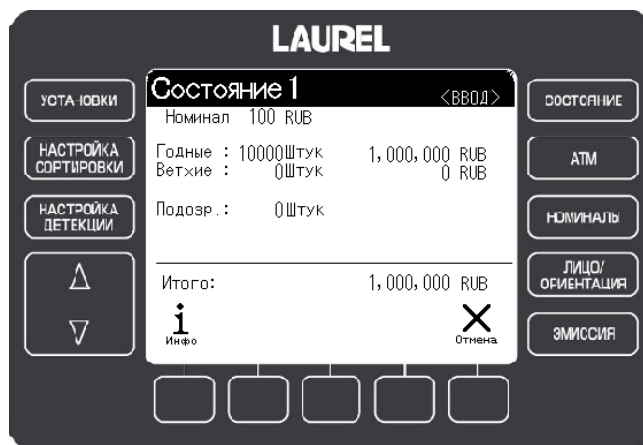 LAUREL
УСТАНОВКИ
НАСТРОЙКА
СОРТИРОВКИ
НАСТРОЙКА
ДЕТЕКЦИИ
Состояние 1 <ВВОД>
Номинал 100 RUB
Годные : 10000Штук 1,000,000 RUB
Ветхие : 0Штук 0 RUB
Подозр.: 0Штук
Итого: 1,000,000 RUB
Инфо
Отмена
СОСТОЯНИЕ
ATM
НОМИНАЛЫ
ЛИЦО/
ОРИЕНТАЦИЯ
ЭМИССИЯ